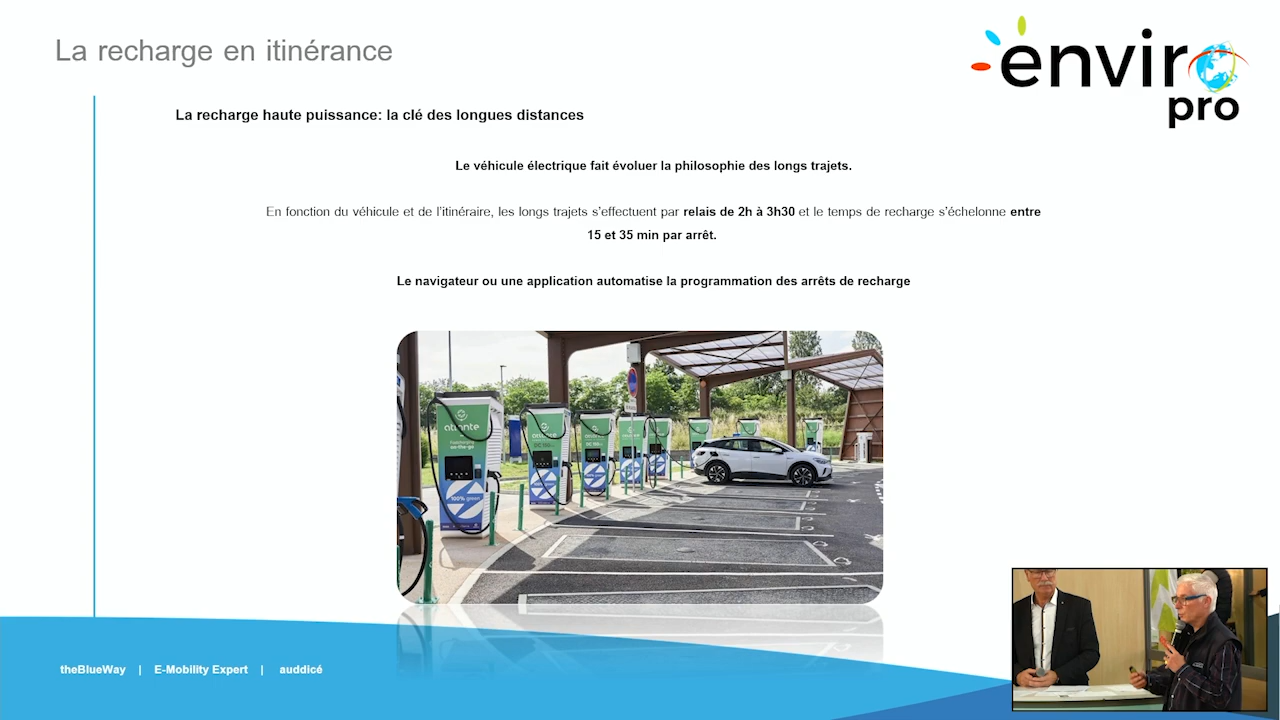 La recharge en itinérance
enviro
pro
La recharge haute puissance: la clé des longues distances
Le véhicule électrique fait évoluer la philosophie des longs trajets.
En fonction du véhicule et de l'itinéraire, les longs trajets s'effectuent par relais de 2h à 3h30 et le temps de recharge s'échelonne entre
15 et 35 min par arrêt.
Le navigateur ou une application automatise la programmation des arrêts de recharge
atlante
100% green
theBlueWay | E-Mobility Expert | auddicé